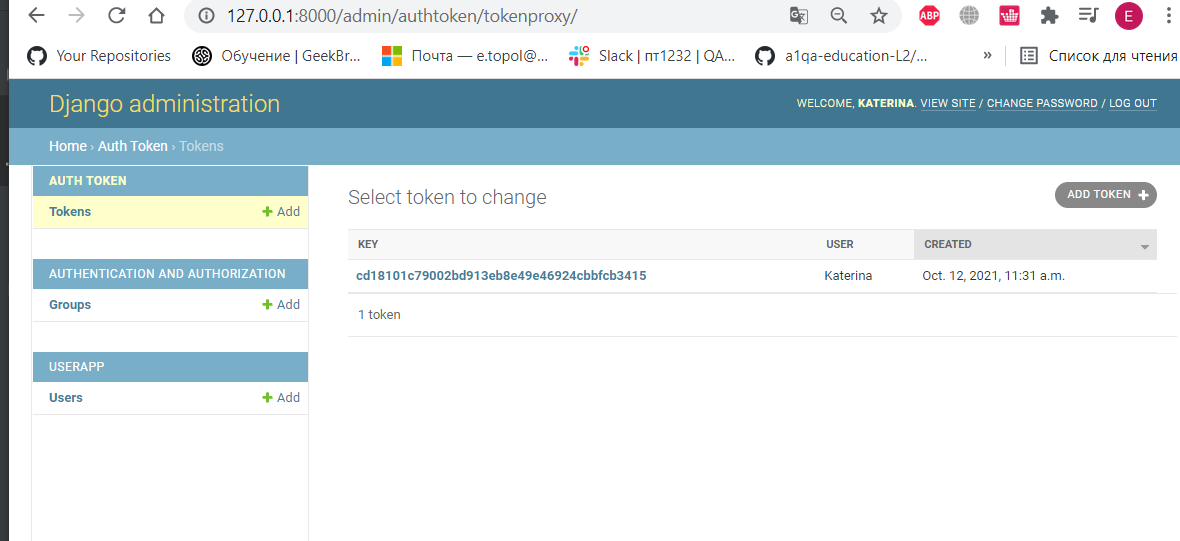 127.0.0.1:8000/admin/authtoken/tokenproxy/ ABP E
Your Repositories Обучение | GeekBr... Почта — e.topol@... Slack | пт1232 | QA... a1qa-education-L2/... » Список для чтения
Django administration WELCOME, KATERINA. VIEW SITE / CHANGE PASSWORD / LOG OUT
Home › Auth Token › Tokens
AUTH TOKEN
Tokens + Add
AUTHENTICATION AND AUTHORIZATION
Groups + Add
USERAPP
Users + Add
Select token to change ADD TOKEN +
KEY USER CREATED
cd18101c79002bd913eb8e49e46924cbbfcb3415 Katerina Oct. 12, 2021, 11:31 a.m.
1 token